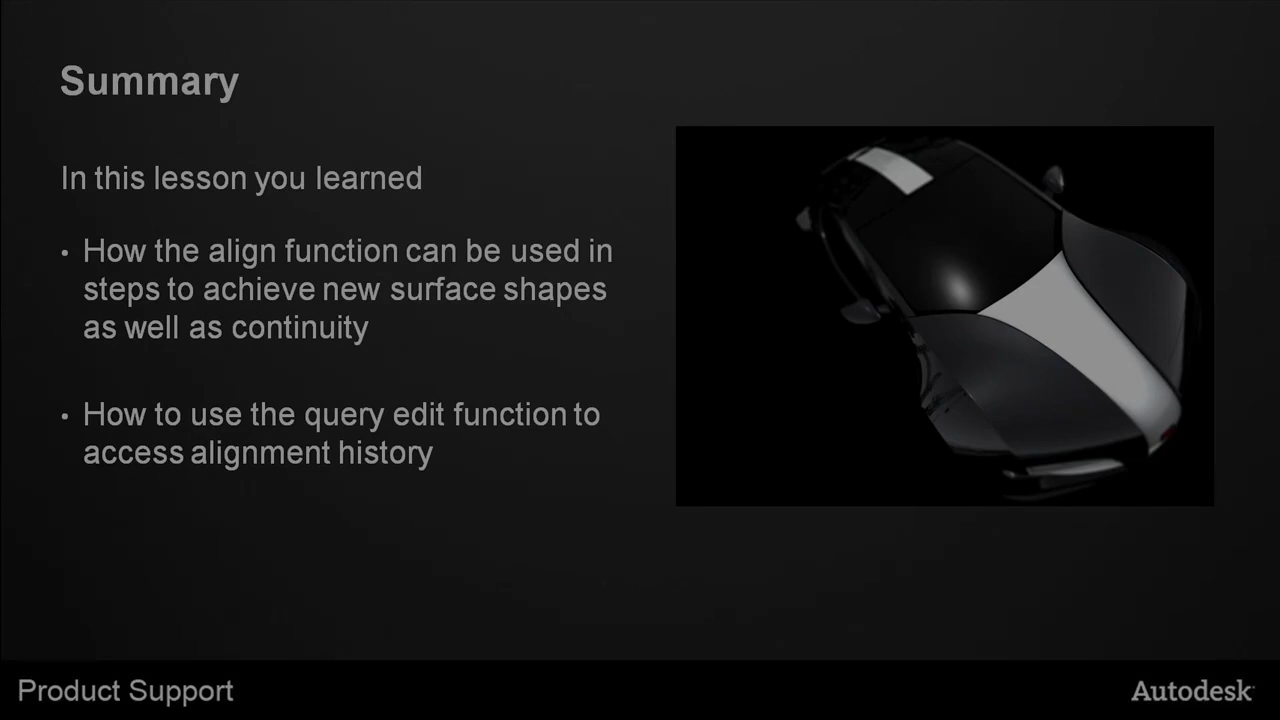 Summary
In this lesson you learned
• How the align function can be used in
steps to achieve new surface shapes
as well as continuity
• How to use the query edit function to
access alignment history
Product Support
Autodesk